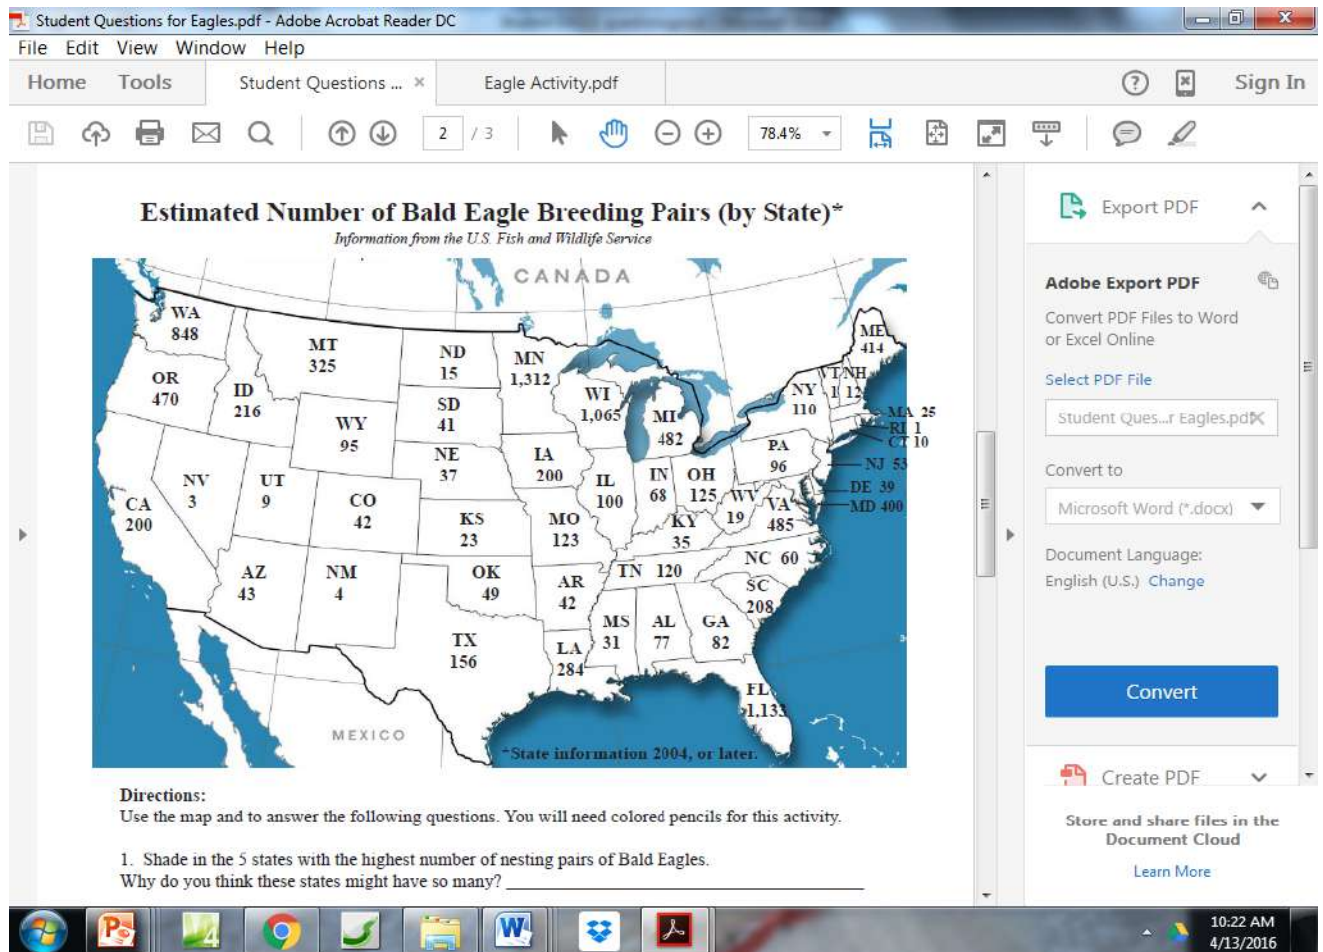 Student Questions for Eagles.pdf - Adobe Acrobat Reader DC
File Edit View Window Help
Home Tools Student Questions ... × Eagle Activity.pdf Sign In
2 / 3 78.4%
Estimated Number of Bald Eagle Breeding Pairs (by State)*
Information from the U.S. Fish and Wildlife Service
CANADA
WA
848
MT
325
ND
15
MN
1,312
ME
414
OR
470
ID
216
SD
41
WI
1,065
MI
482
NY
110
VT
1
NH
12
MA 25
RI 1
CT 10
WY
95
NE
37
IA
200
PA
96
NJ 53
NV
3
UT
9
CO
42
IL
100
IN
68
OH
125
WV
19
VA
485
DE 39
MD 400
CA
200
KS
23
MO
123
KY
35
NC 60
AZ
43
NM
4
OK
49
AR
42
TN 120
SC
208
TX
156
LA
284
MS
31
AL
77
GA
82
FL
1,133
MEXICO
*State information 2004, or later.
Directions:
Use the map and to answer the following questions. You will need colored pencils for this activity.
1. Shade in the 5 states with the highest number of nesting pairs of Bald Eagles.
Why do you think these states might have so many?
Export PDF
Adobe Export PDF
Convert PDF Files to Word
or Excel Online
Select PDF File
Student Ques...r Eagles.pdf
Convert to
Microsoft Word (*.docx)
Document Language:
English (U.S.) Change
Convert
Create PDF
Store and share files in the
Document Cloud
Learn More
10:22 AM
4/13/2016